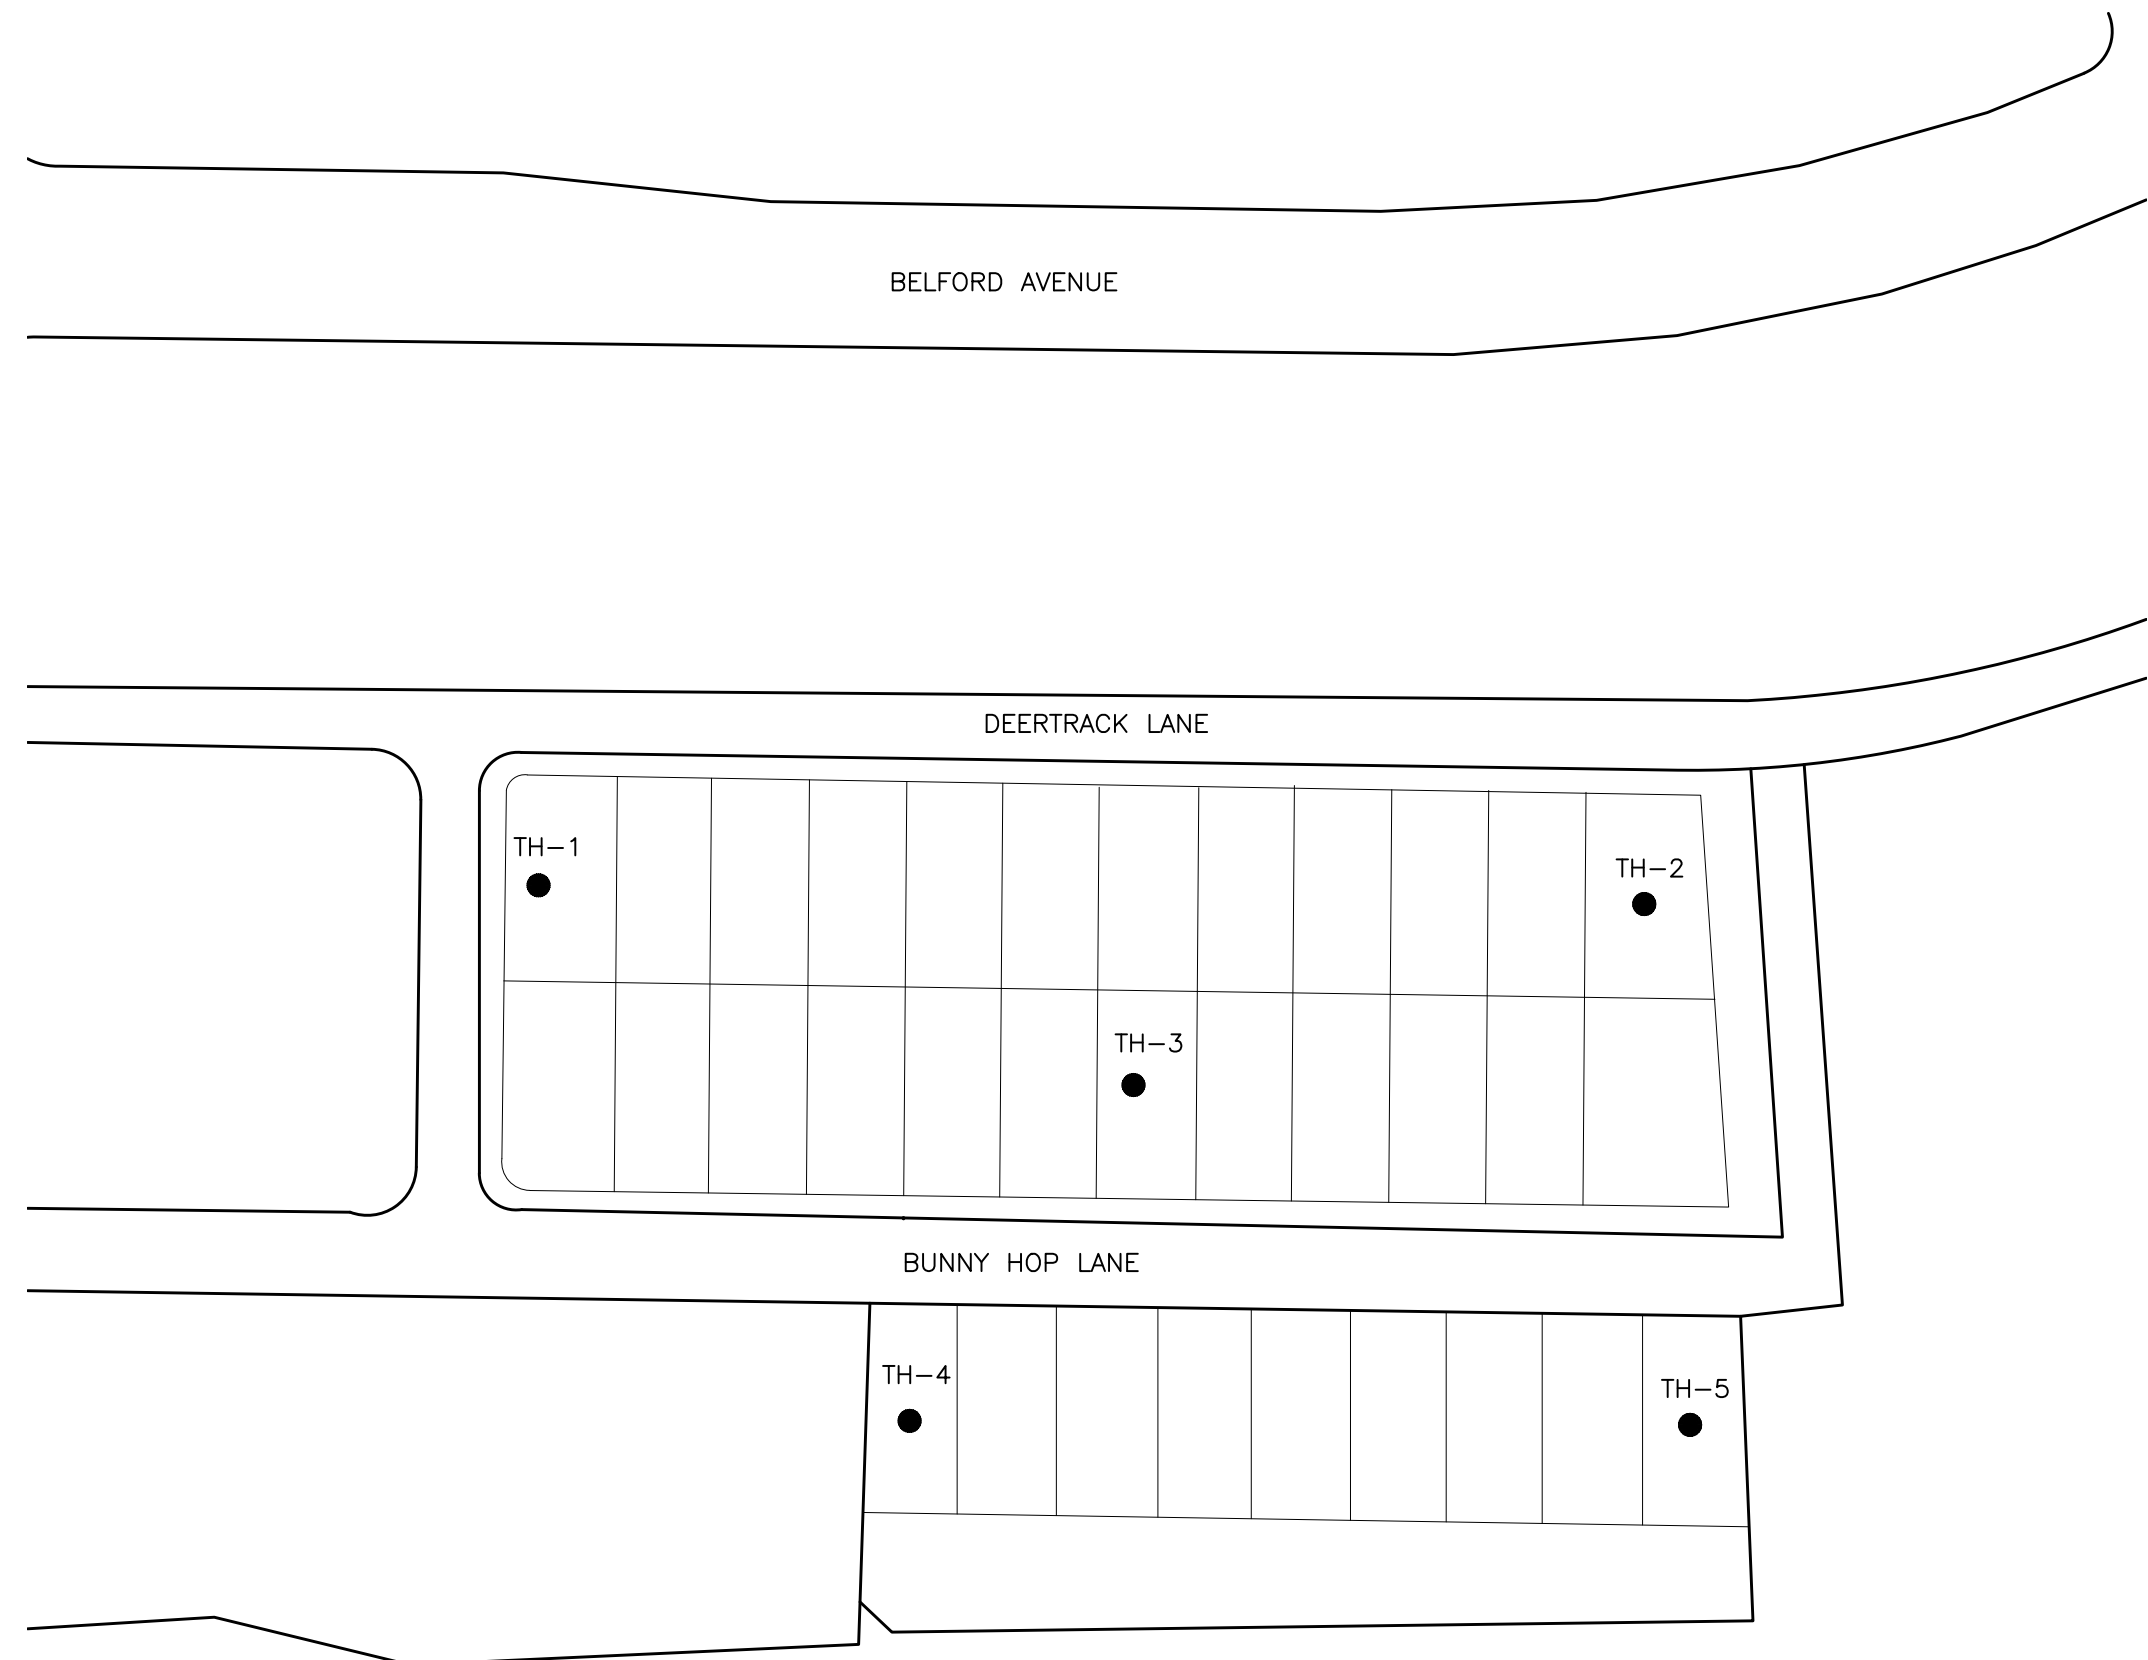 BELFORD AVENUE
DEERTRACK LANE
TH-1
TH-2
TH-3
BUNNY HOP LANE
TH-4
TH-5